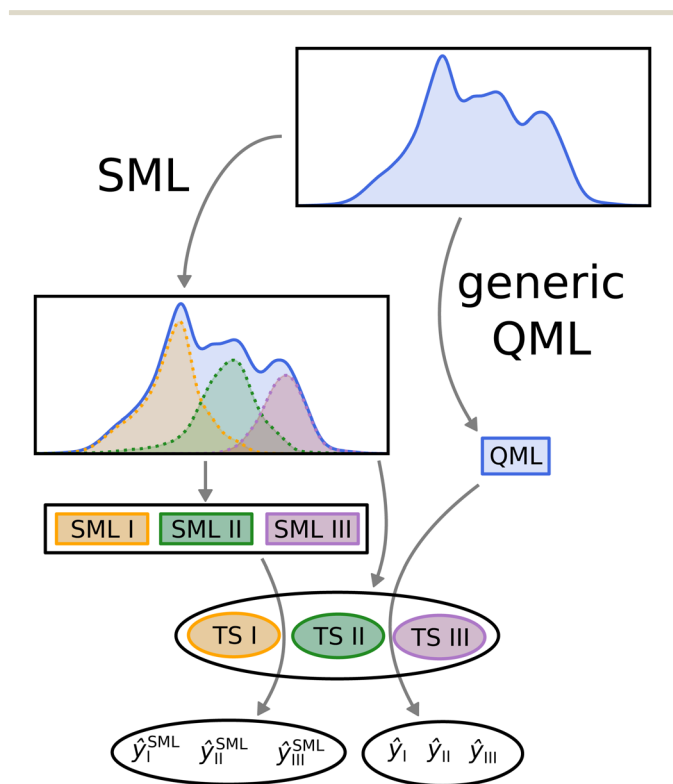 SML
generic
QML
QML
SML I SML II SML III
TS I TS II TS III
ŷ_I^SML ŷ_II^SML ŷ_III^SML ŷ_I ŷ_II ŷ_III